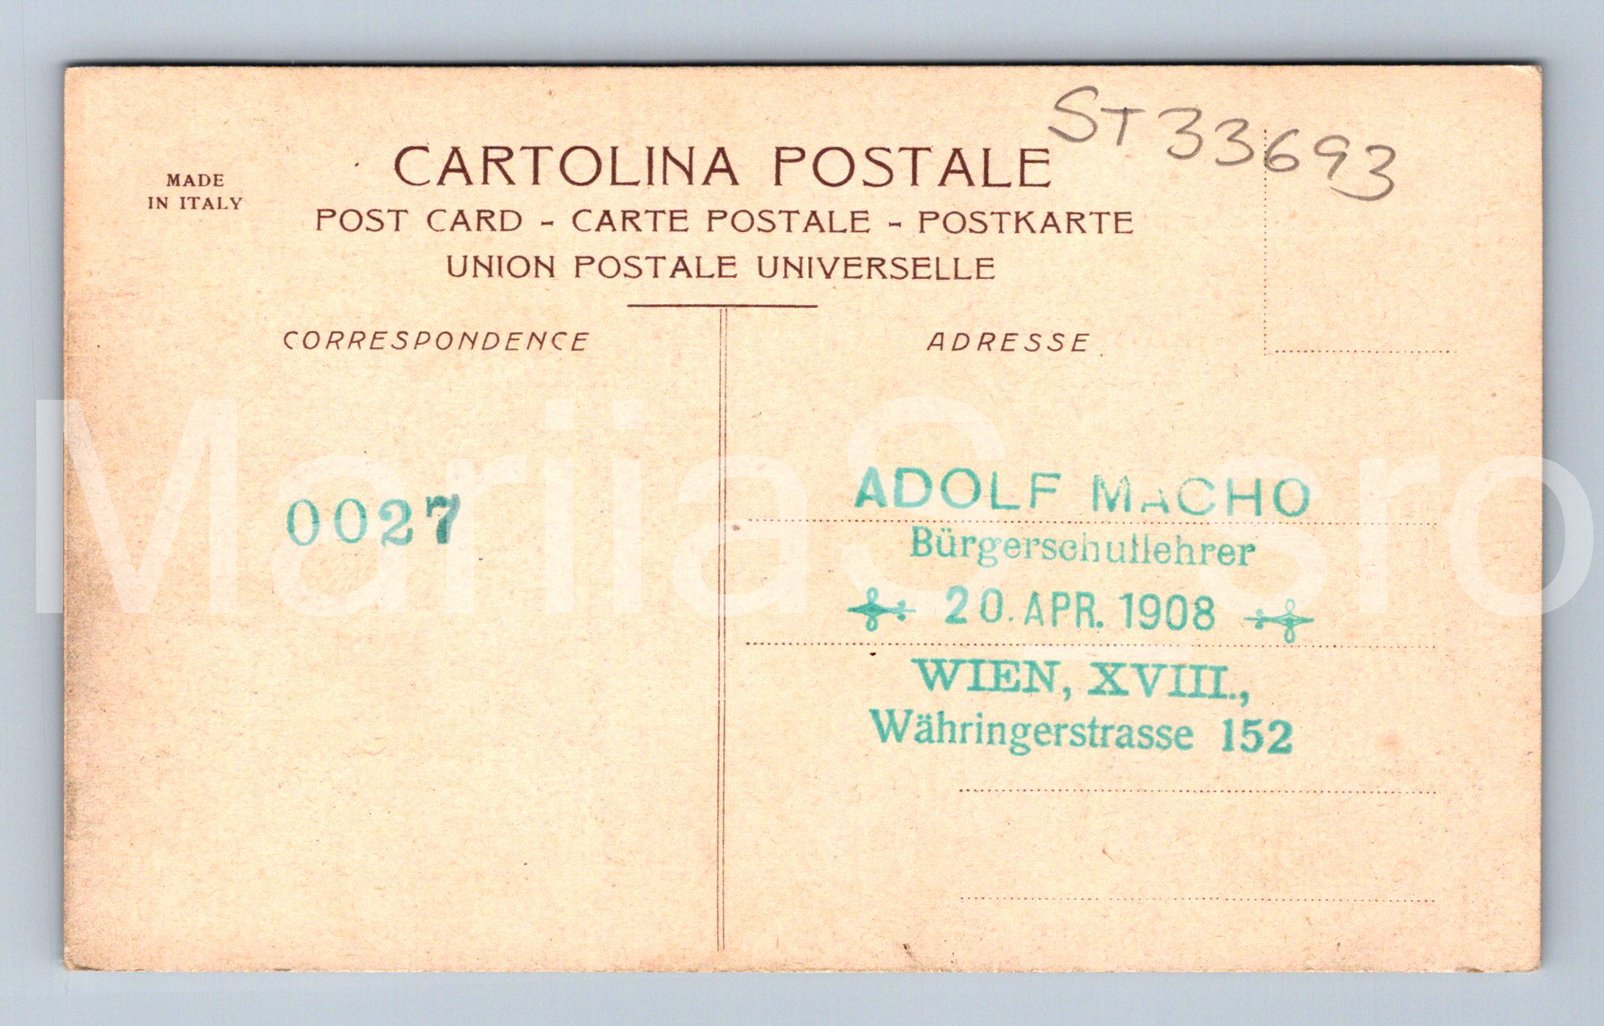 ST 33693
MADE
IN ITALY
CARTOLINA POSTALE
POST CARD - CARTE POSTALE - POSTKARTE
UNION POSTALE UNIVERSELLE
CORRESPONDENCE
ADRESSE
0027
ADOLF MACHO
Bürgerschullehrer
20. APR. 1908
WIEN, XVIII.,
Währingerstrasse 152